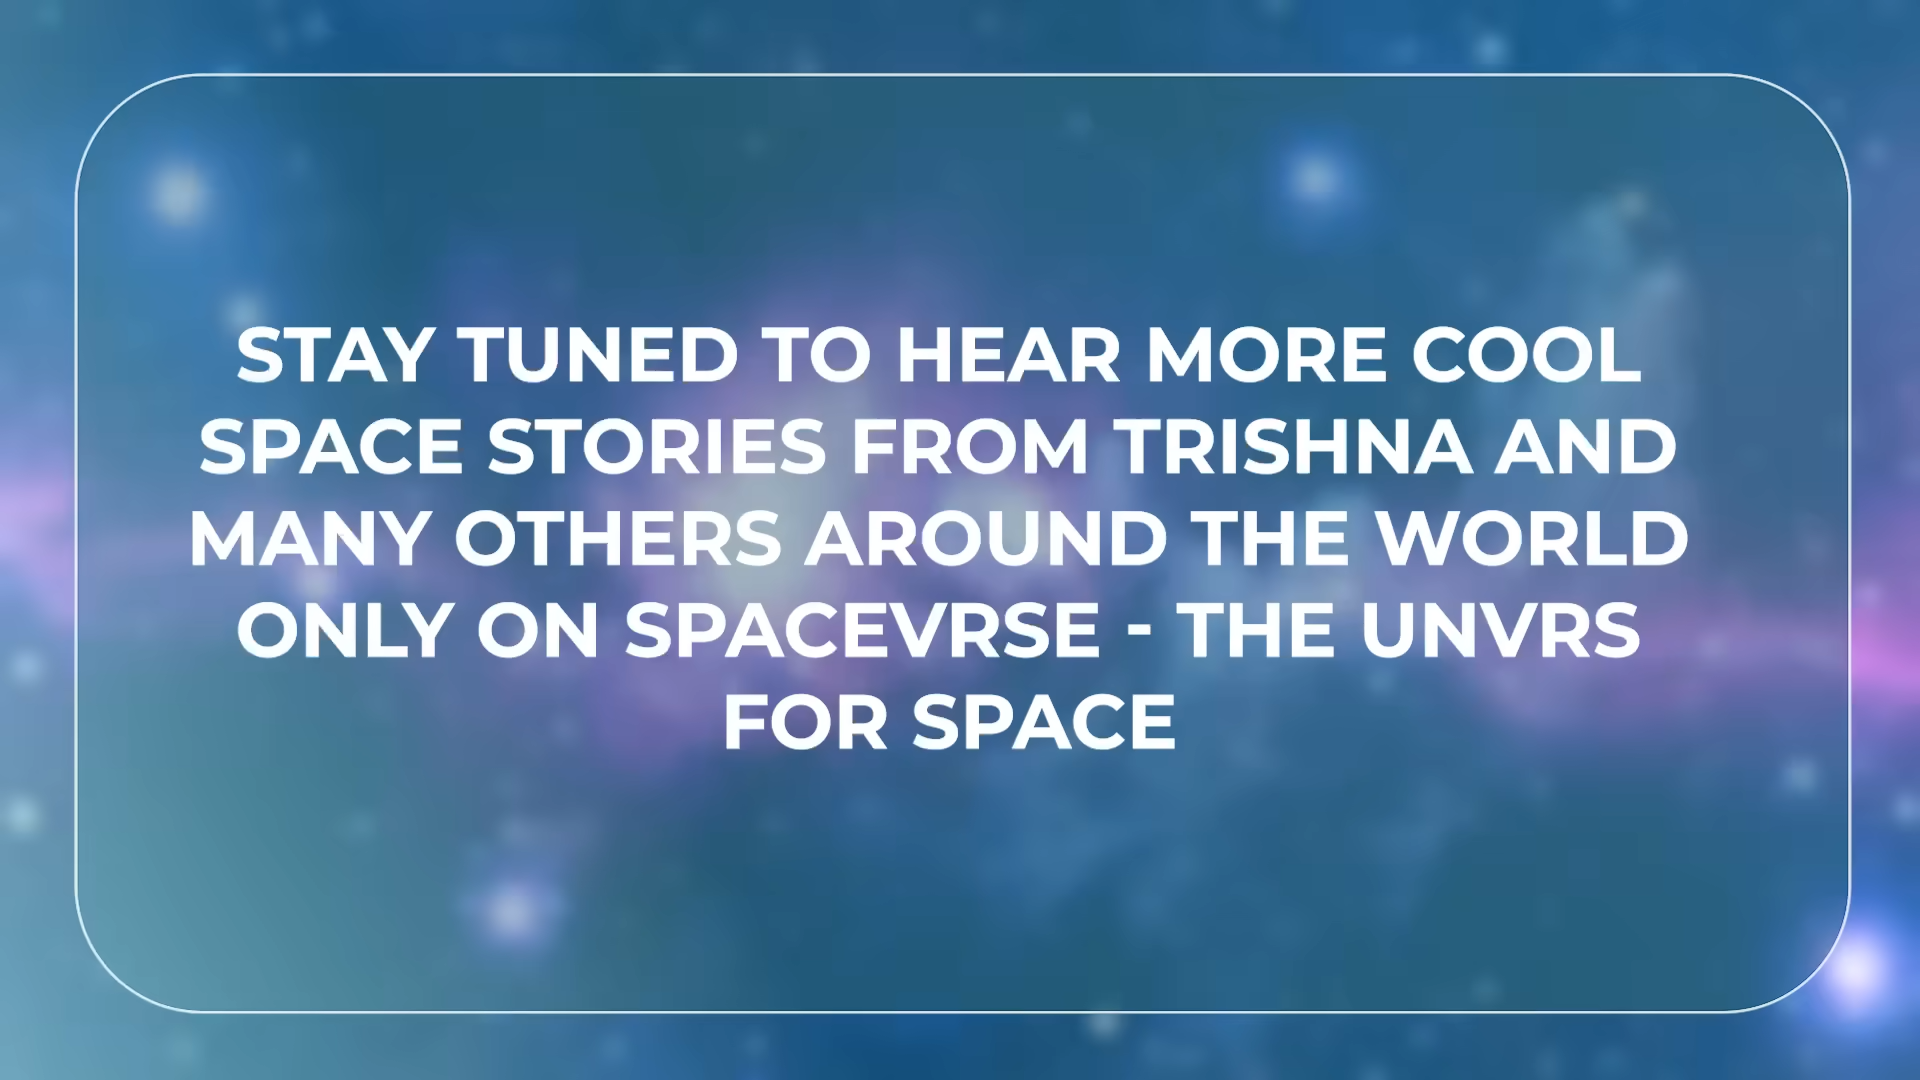 STAY TUNED TO HEAR MORE COOL
SPACE STORIES FROM TRISHNA AND
MANY OTHERS AROUND THE WORLD
ONLY ON SPACEVRSE - THE UNVRS
FOR SPACE